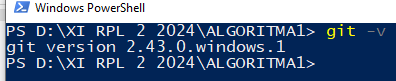 Windows PowerShell
PS D:\XI RPL 2 2024\ALGORITMA1> git -v
git version 2.43.0.windows.1
PS D:\XI RPL 2 2024\ALGORITMA1>